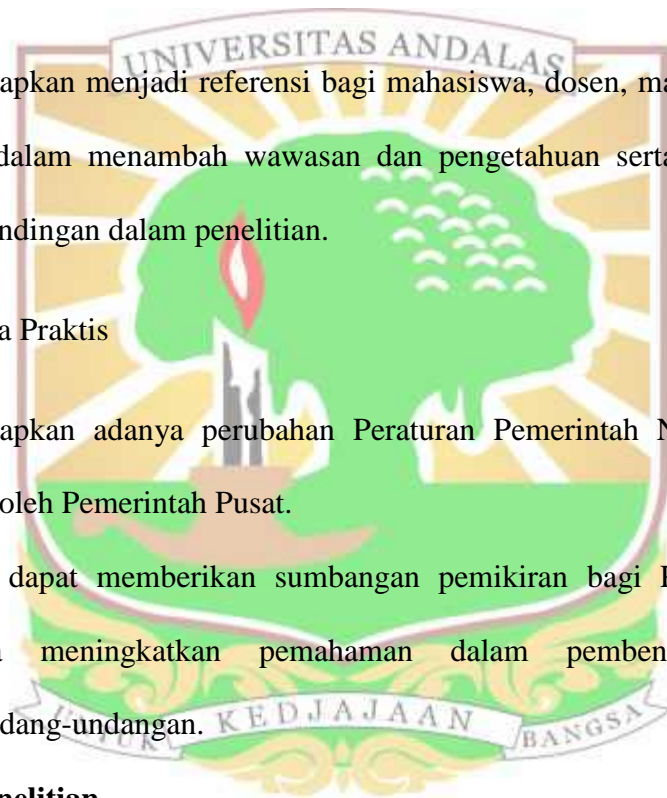 UNIVERSITAS ANDALAS
apkan menjadi referensi bagi mahasiswa, dosen, ma
dalam menambah wawasan dan pengetahuan serta
ndingan dalam penelitian.
a Praktis
apkan adanya perubahan Peraturan Pemerintah N
oleh Pemerintah Pusat.
dapat memberikan sumbangan pemikiran bagi
meningkatkan pemahaman dalam pemben
dang-undangan.
UNTUK KEDJAJAAN BANGSA
nelitian